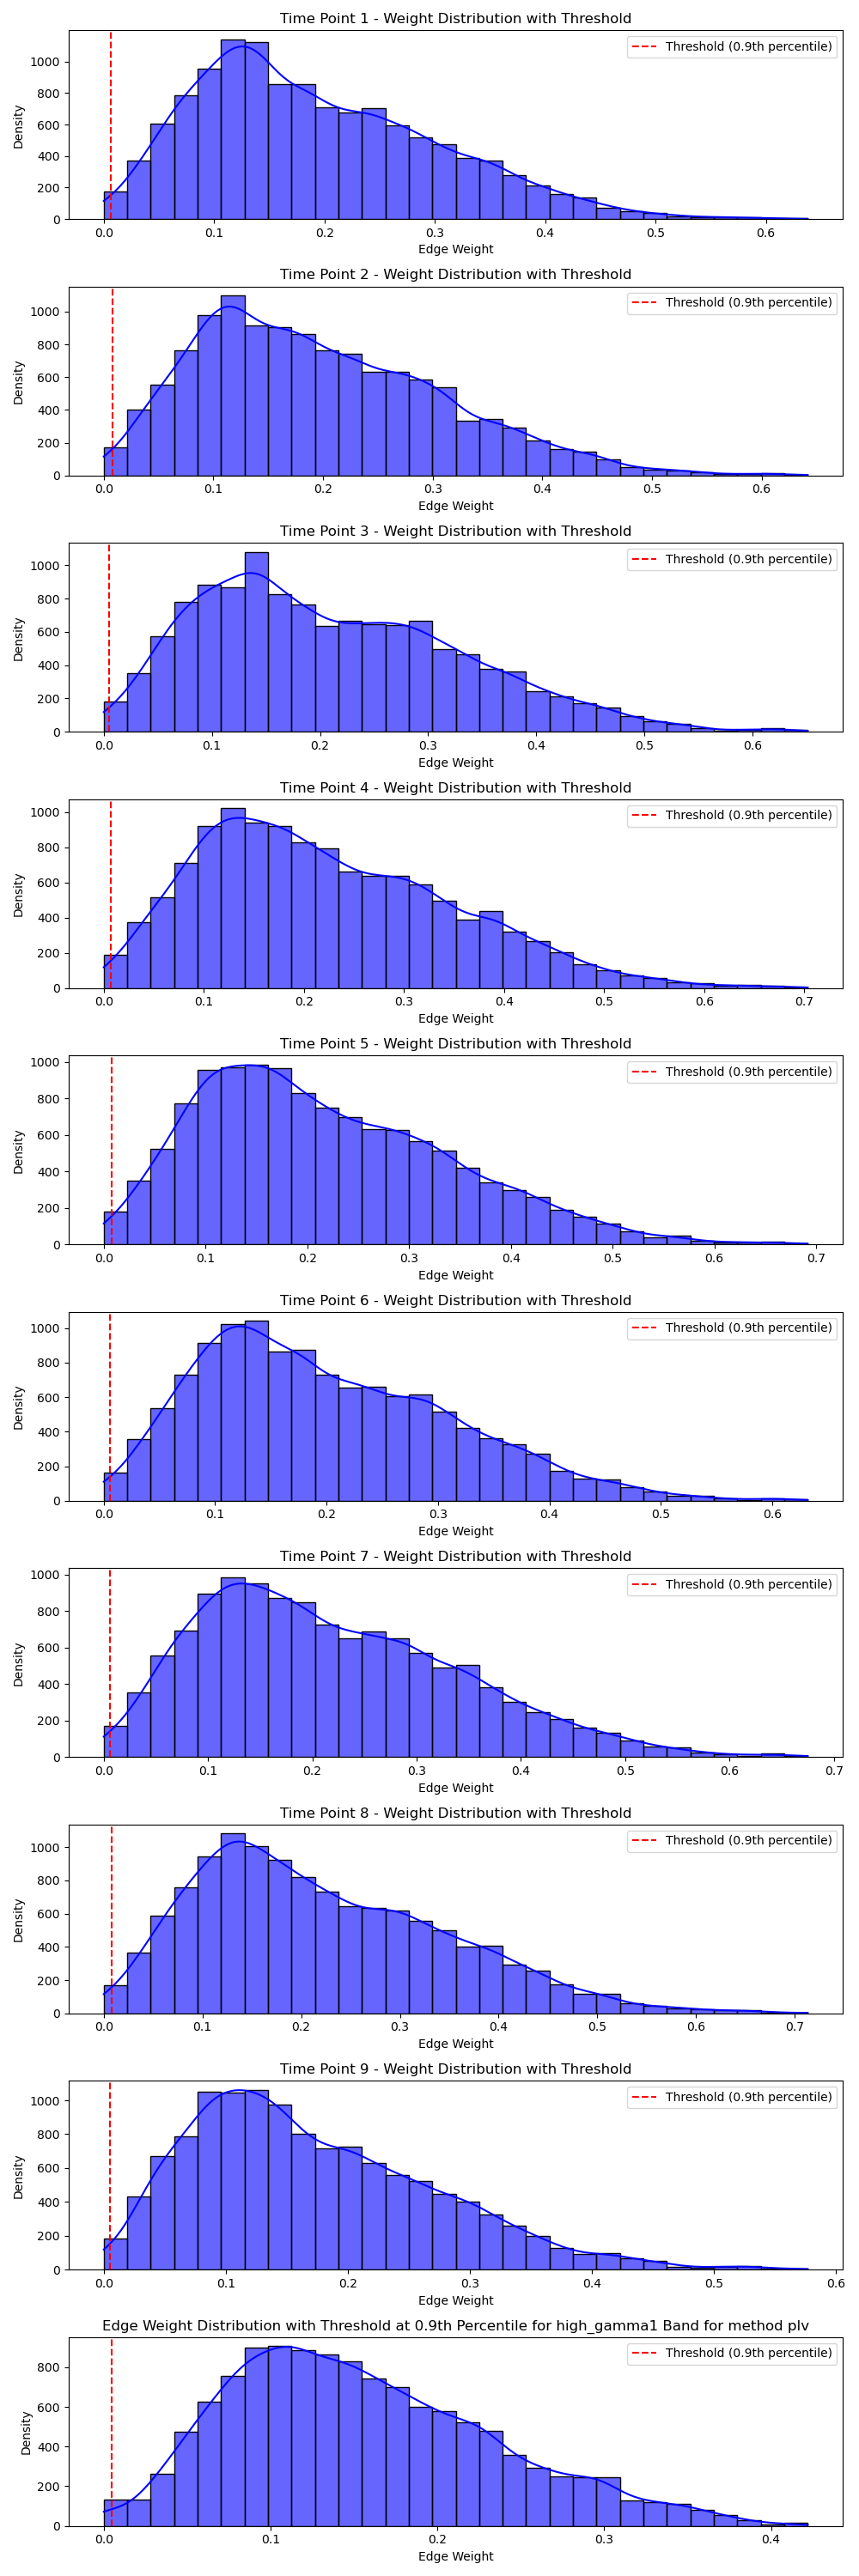 Time Point 1 - Weight Distribution with Threshold
Threshold (0.9th percentile)
Density
1000
800
600
400
200
0
0.0 0.1 0.2 0.3 0.4 0.5 0.6
Edge Weight
Time Point 2 - Weight Distribution with Threshold
Threshold (0.9th percentile)
Density
1000
800
600
400
200
0
0.0 0.1 0.2 0.3 0.4 0.5 0.6
Edge Weight
Time Point 3 - Weight Distribution with Threshold
Threshold (0.9th percentile)
Density
1000
800
600
400
200
0
0.0 0.1 0.2 0.3 0.4 0.5 0.6
Edge Weight
Time Point 4 - Weight Distribution with Threshold
Threshold (0.9th percentile)
Density
1000
800
600
400
200
0
0.0 0.1 0.2 0.3 0.4 0.5 0.6 0.7
Edge Weight
Time Point 5 - Weight Distribution with Threshold
Threshold (0.9th percentile)
Density
1000
800
600
400
200
0
0.0 0.1 0.2 0.3 0.4 0.5 0.6 0.7
Edge Weight
Time Point 6 - Weight Distribution with Threshold
Threshold (0.9th percentile)
Density
1000
800
600
400
200
0
0.0 0.1 0.2 0.3 0.4 0.5 0.6
Edge Weight
Time Point 7 - Weight Distribution with Threshold
Threshold (0.9th percentile)
Density
1000
800
600
400
200
0
0.0 0.1 0.2 0.3 0.4 0.5 0.6 0.7
Edge Weight
Time Point 8 - Weight Distribution with Threshold
Threshold (0.9th percentile)
Density
1000
800
600
400
200
0
0.0 0.1 0.2 0.3 0.4 0.5 0.6 0.7
Edge Weight
Time Point 9 - Weight Distribution with Threshold
Threshold (0.9th percentile)
Density
1000
800
600
400
200
0
0.0 0.1 0.2 0.3 0.4 0.5 0.6
Edge Weight
Edge Weight Distribution with Threshold at 0.9th Percentile for high_gamma1 Band for method plv
Threshold (0.9th percentile)
Density
800
600
400
200
0
0.0 0.1 0.2 0.3 0.4
Edge Weight